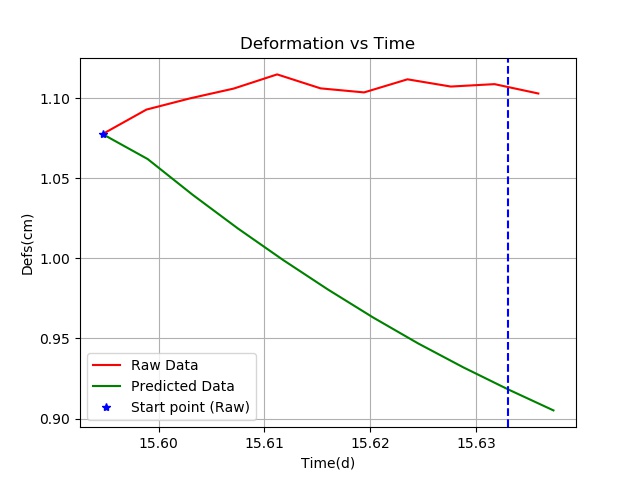 Deformation vs Time
1.10
1.05
1.00
0.95
0.90
Defs(cm)
Raw Data
Predicted Data
Start point (Raw)
15.60
15.61
15.62
15.63
Time(d)